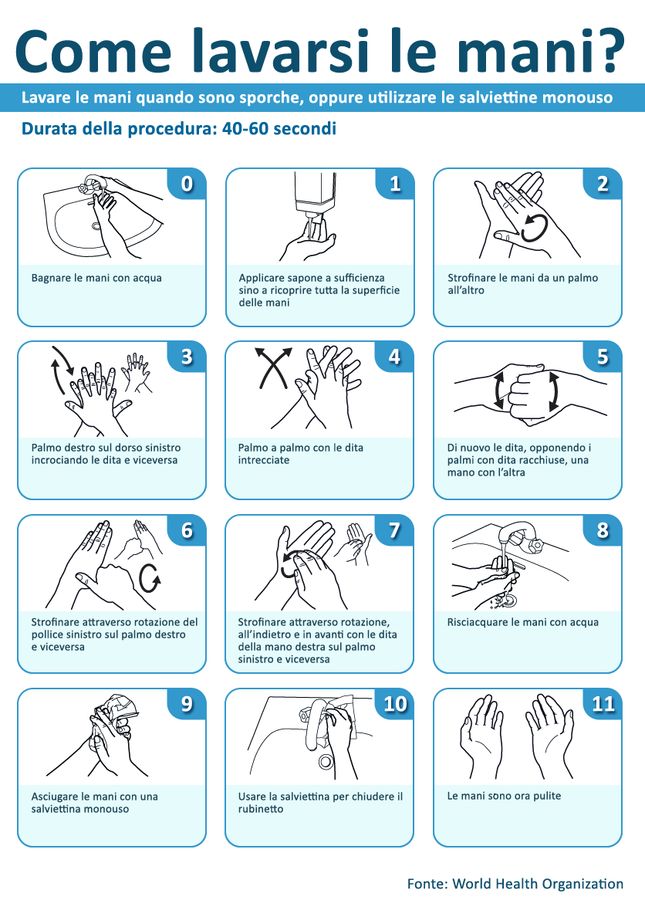 Come lavarsi le mani?
Lavare le mani quando sono sporche, oppure utilizzare le salviettine monouso
Durata della procedura: 40-60 secondi
0
Bagnare le mani con acqua
1
Applicare sapone a sufficienza
sino a ricoprire tutta la superficie
delle mani
2
Strofinare le mani da un palmo
all'altro
3
Palmo destro sul dorso sinistro
incrociando le dita e viceversa
4
Palmo a palmo con le dita
intrecciate
5
Di nuovo le dita, opponendo i
palmi con dita racchiuse, una
mano con l'altra
6
Strofinare attraverso rotazione del
pollice sinistro sul palmo destro
e viceversa
7
Strofinare attraverso rotazione,
all'indietro e in avanti con le dita
della mano destra sul palmo
sinistro e viceversa
8
Risciacquare le mani con acqua
9
Asciugare le mani con una
salviettina monouso
10
Usare la salviettina per chiudere il
rubinetto
11
Le mani sono ora pulite
Fonte: World Health Organization